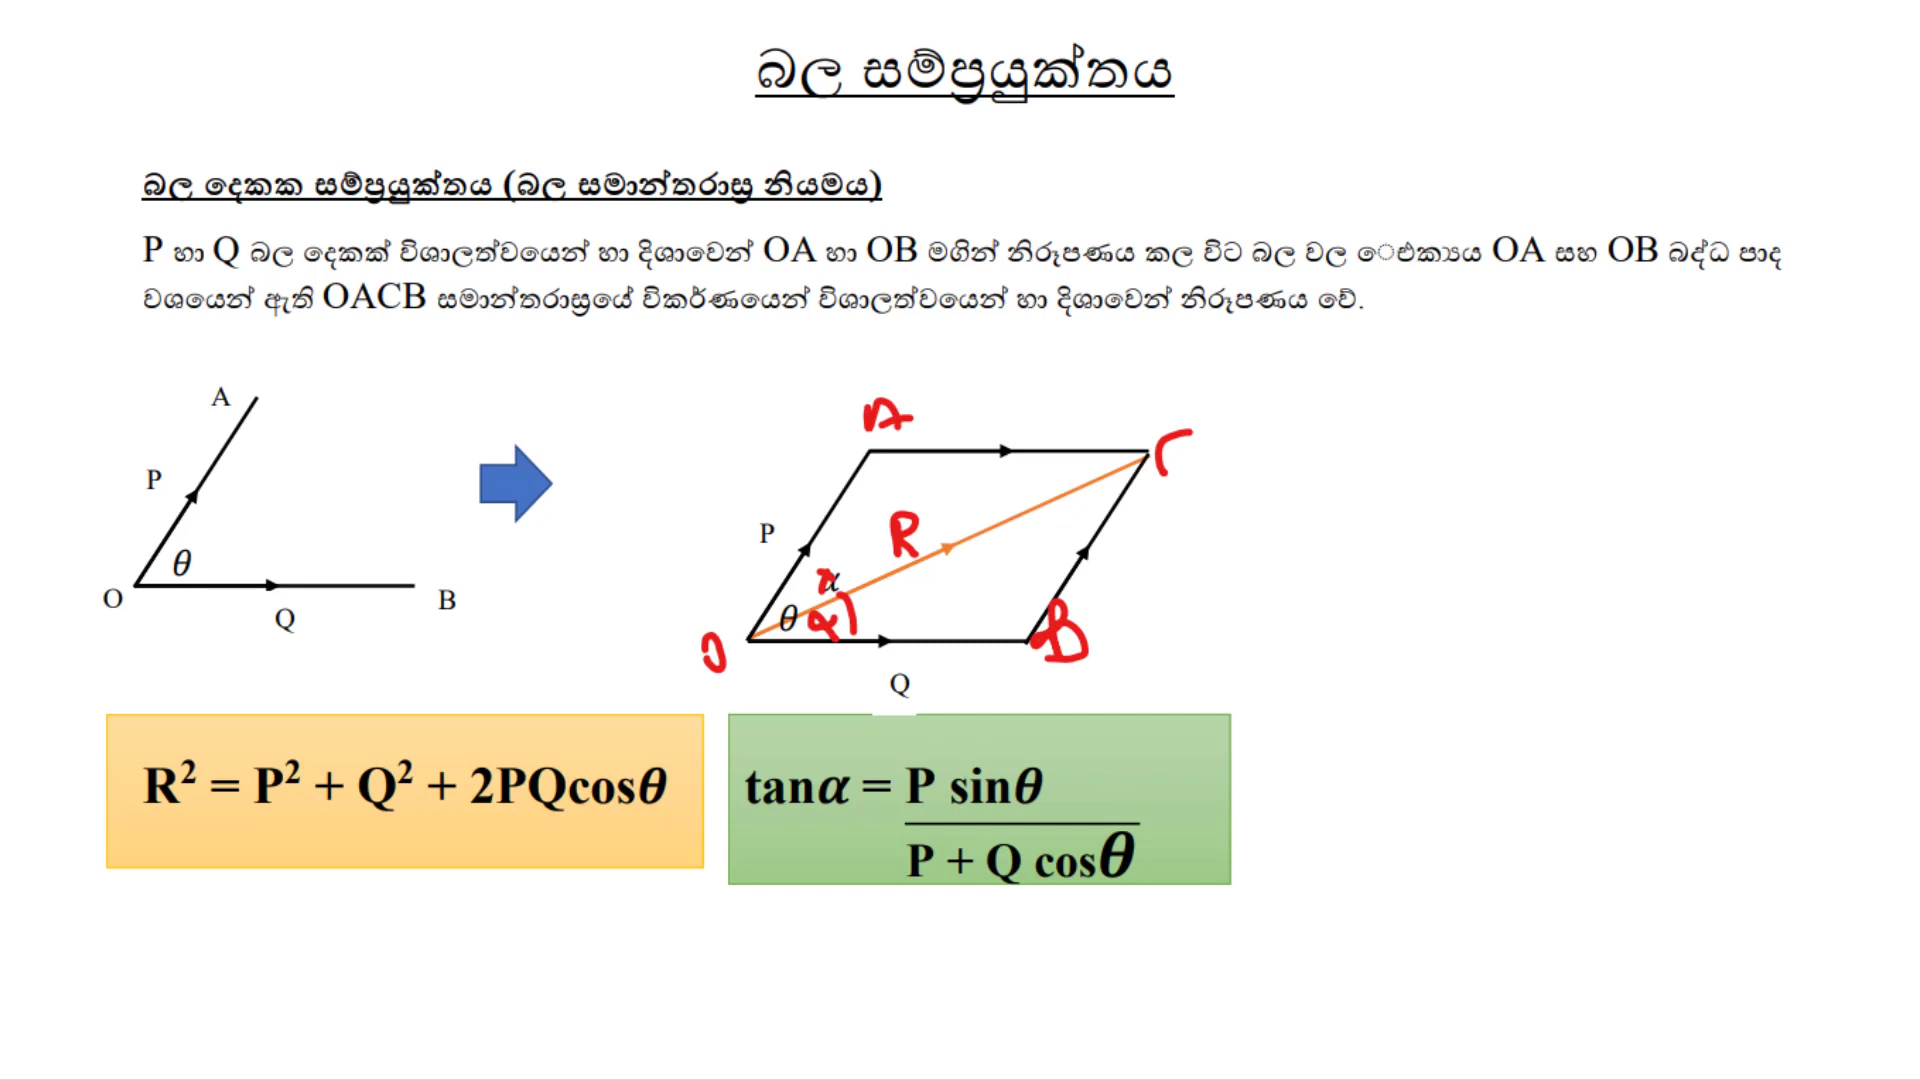 බල සම්ප්‍රයුක්තය
බල දෙකක සම්ප්‍රයුක්තය (බල සමාන්තරාස්‍ර නියමය)
P හා Q බල දෙකක් විශාලත්වයෙන් හා දිශාවෙන් OA හා OB මගින් නිරූපණය කල විට බල වල ෙඑක්‍යය OA සහ OB බද්ධ පාද
වශයෙන් ඇති OACB සමාන්තරාස්‍රයේ විකර්ණයෙන් විශාලත්වයෙන් හා දිශාවෙන් නිරූපණය වේ.
A
P
θ
O
B
Q
A
C
P
R
α
θ
α
O
B
Q
R² = P² + Q² + 2PQcosθ
tanα = P sinθ
P + Q cosθ